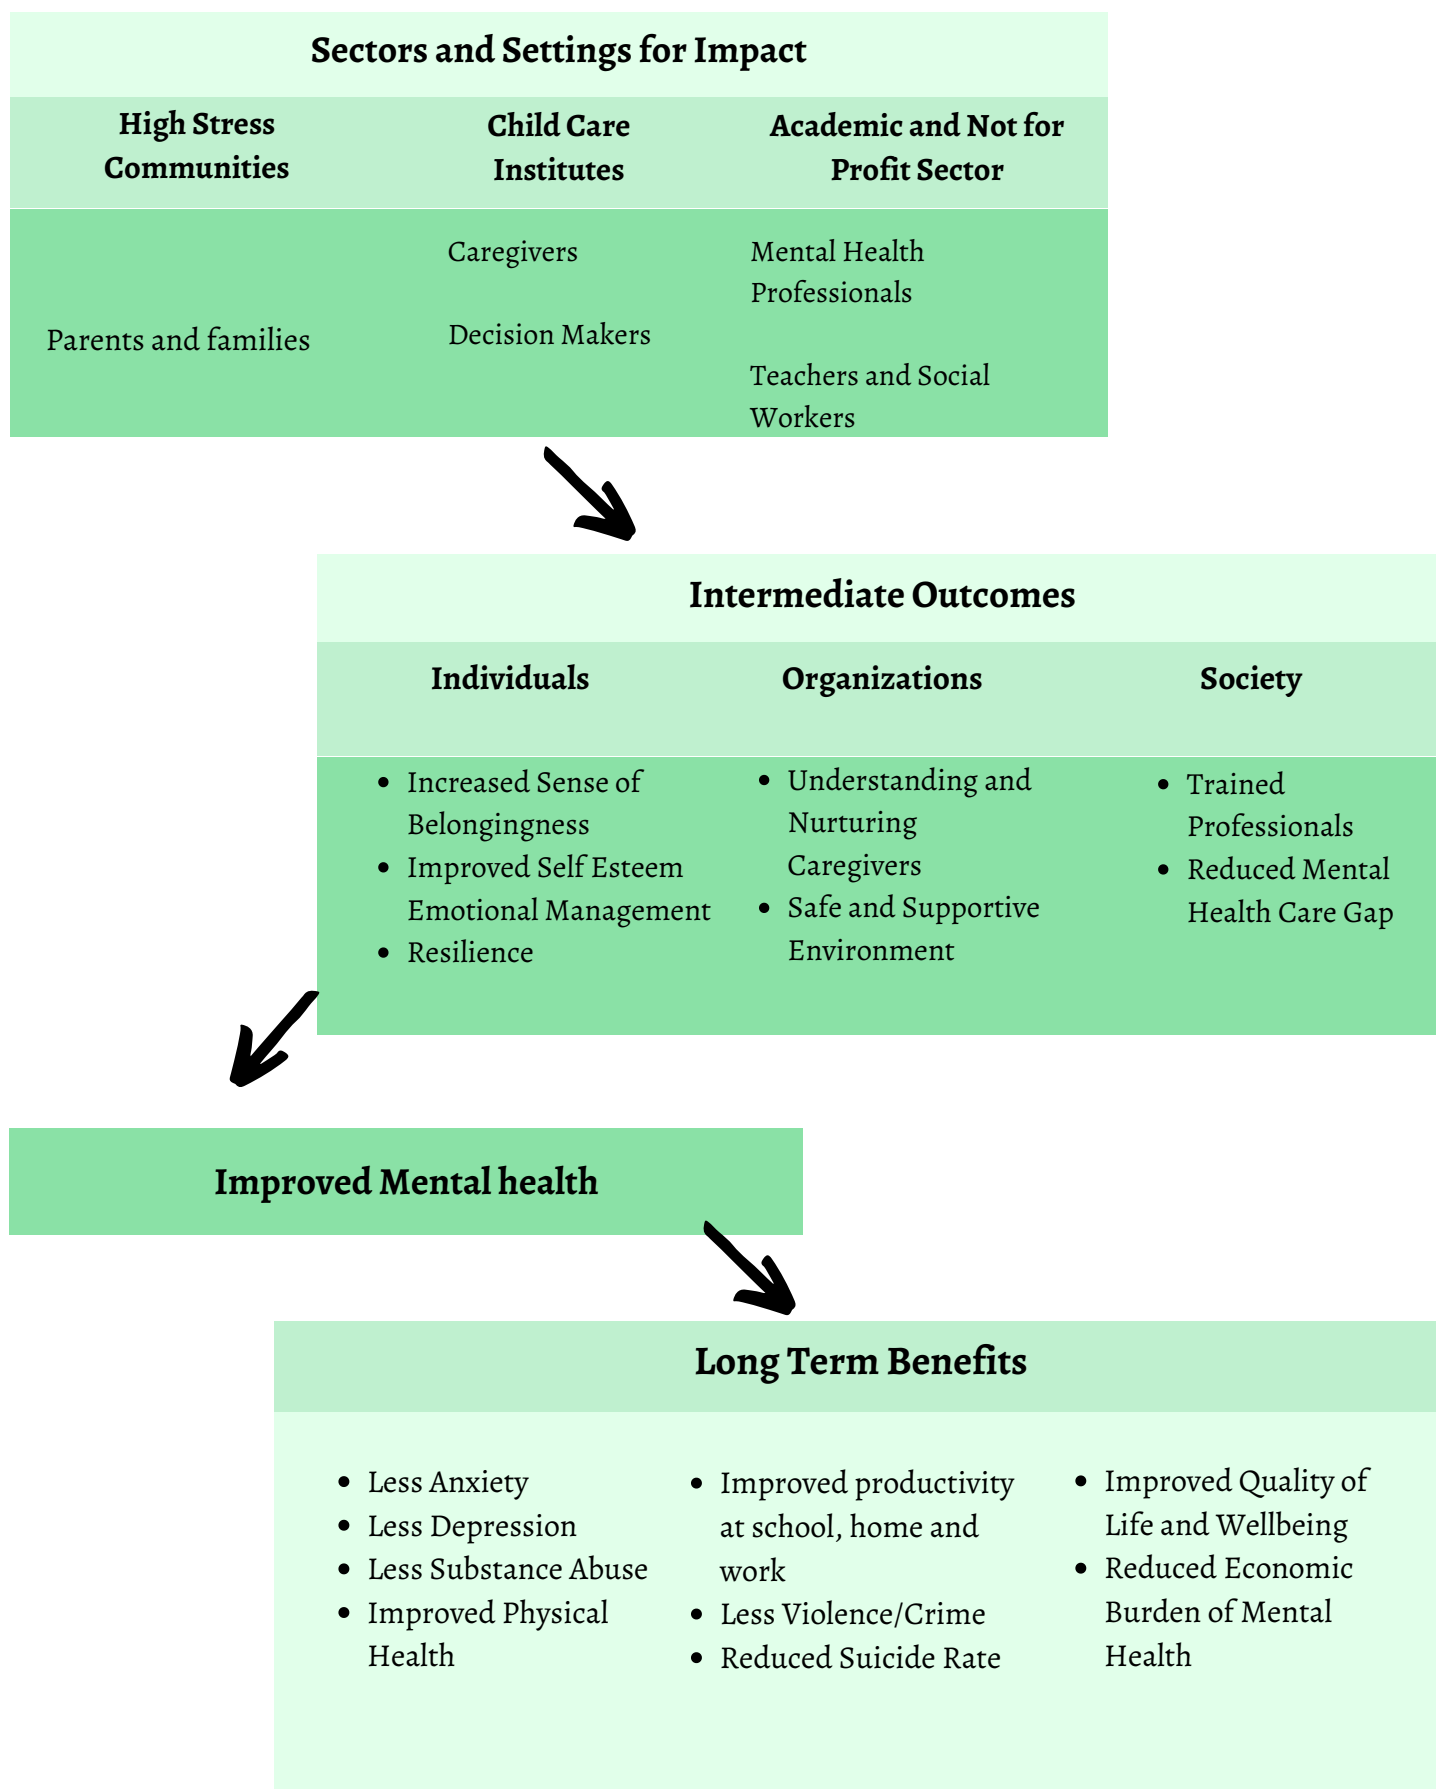 Sectors and Settings for Impact
High Stress
Communities
Child Care
Institutes
Academic and Not for
Profit Sector
Parents and families
Caregivers
Decision Makers
Mental Health
Professionals
Teachers and Social
Workers
Intermediate Outcomes
Individuals
Organizations
Society
• Increased Sense of
Belongingness
• Improved Self Esteem
Emotional Management
• Resilience
• Understanding and
Nurturing
Caregivers
• Safe and Supportive
Environment
• Trained
Professionals
• Reduced Mental
Health Care Gap
Improved Mental health
Long Term Benefits
• Less Anxiety
• Less Depression
• Less Substance Abuse
• Improved Physical
Health
• Improved productivity
at school, home and
work
• Less Violence/Crime
• Reduced Suicide Rate
• Improved Quality of
Life and Wellbeing
• Reduced Economic
Burden of Mental
Health